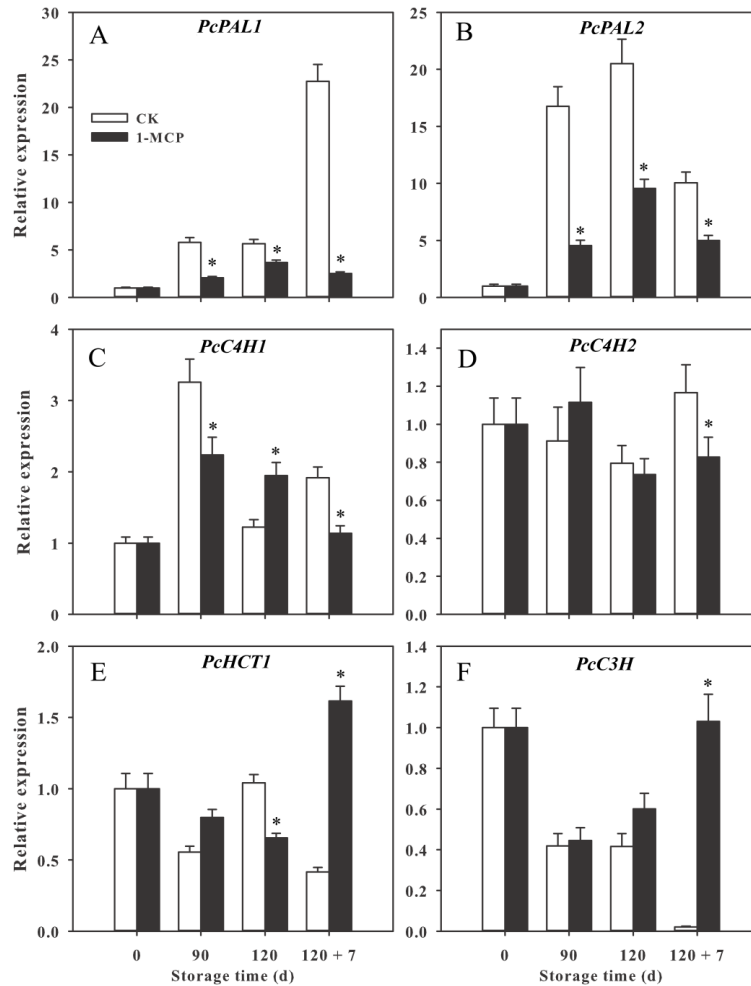 A
PcPAL1
30
25
20
15
10
5
0
Relative expression
CK
1-MCP
*
*
*
B
PcPAL2
25
20
15
10
5
0
*
*
*
C
PcC4H1
4
3
2
1
0
Relative expression
*
*
*
D
PcC4H2
1.4
1.2
1.0
0.8
0.6
0.4
0.2
0.0
*
E
PcHCT1
2.0
1.5
1.0
0.5
0.0
Relative expression
*
*
0 90 120 120 + 7
Storage time (d)
F
PcC3H
1.4
1.2
1.0
0.8
0.6
0.4
0.2
0.0
*
0 90 120 120 + 7
Storage time (d)